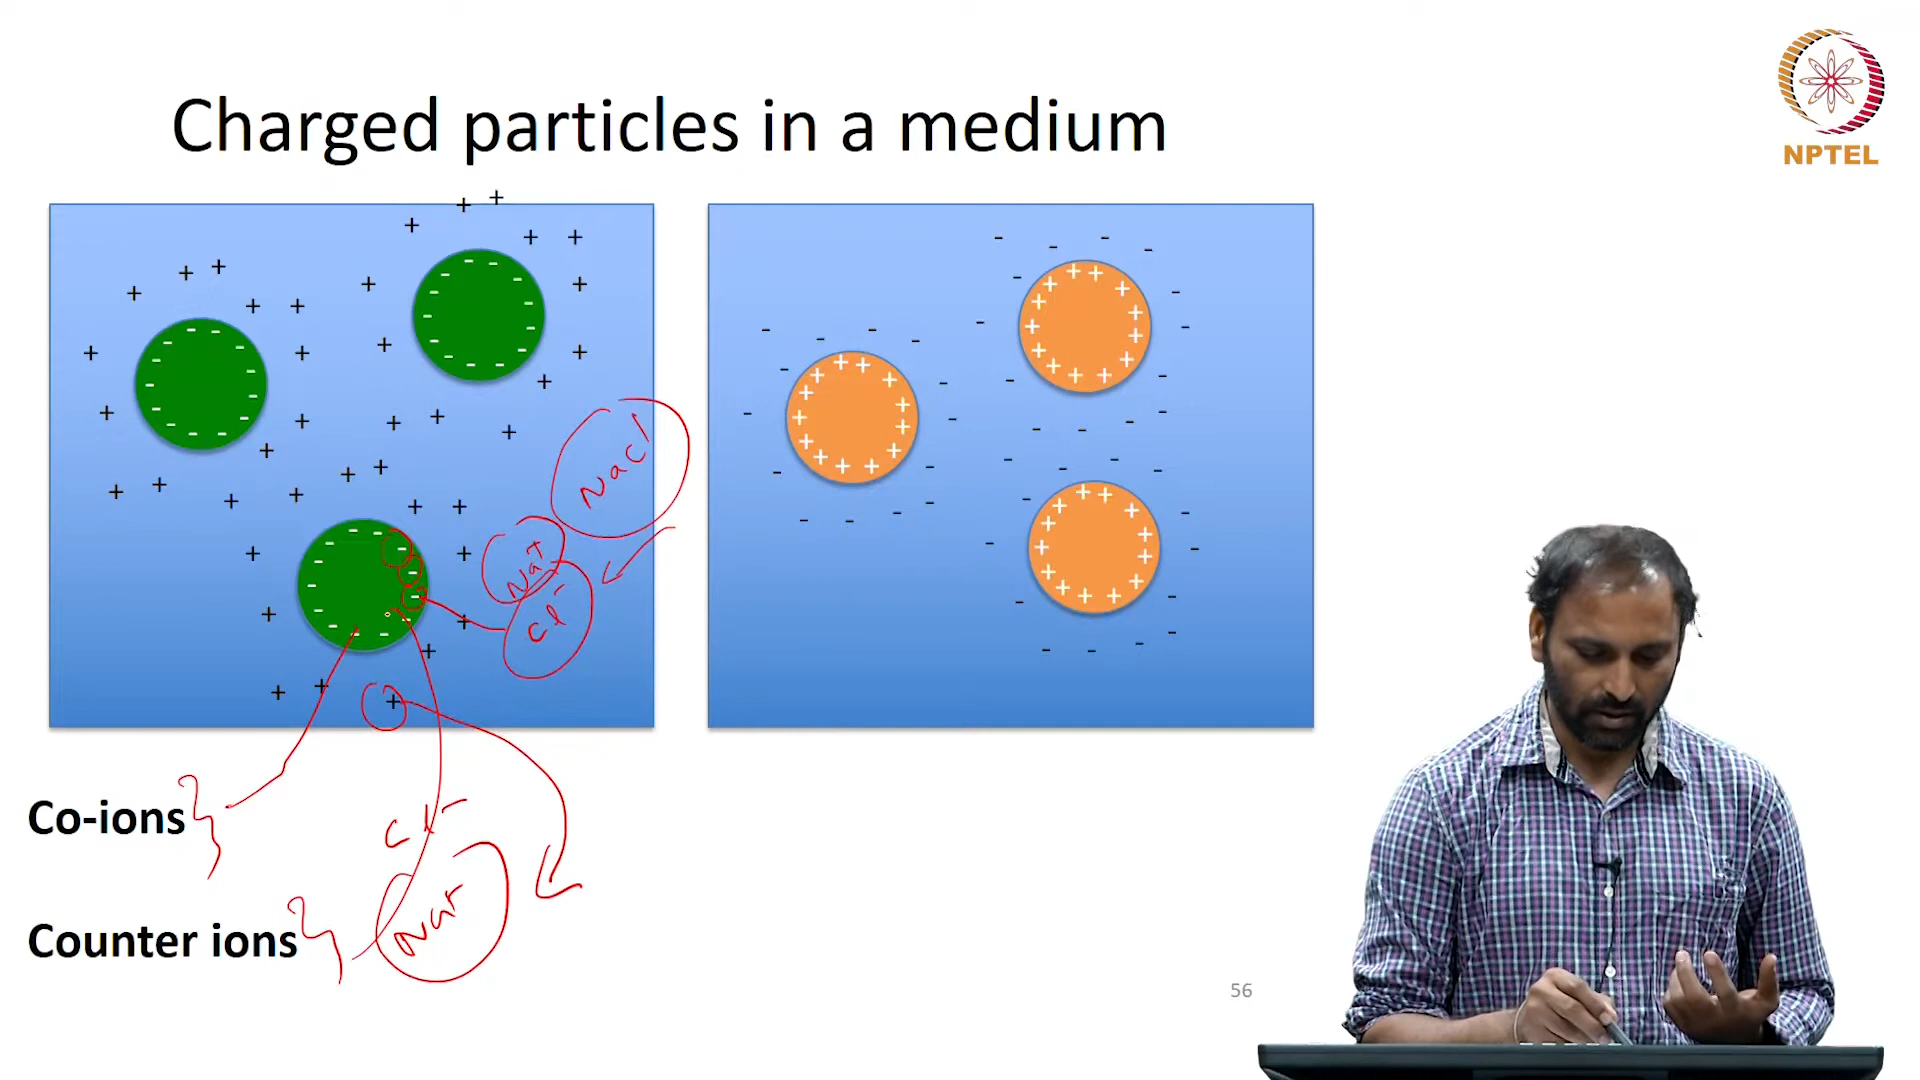 Charged particles in a medium
NPTEL
NaCl
Na+
Cl-
Co-ions
Cl-
Counter ions
Na+
56